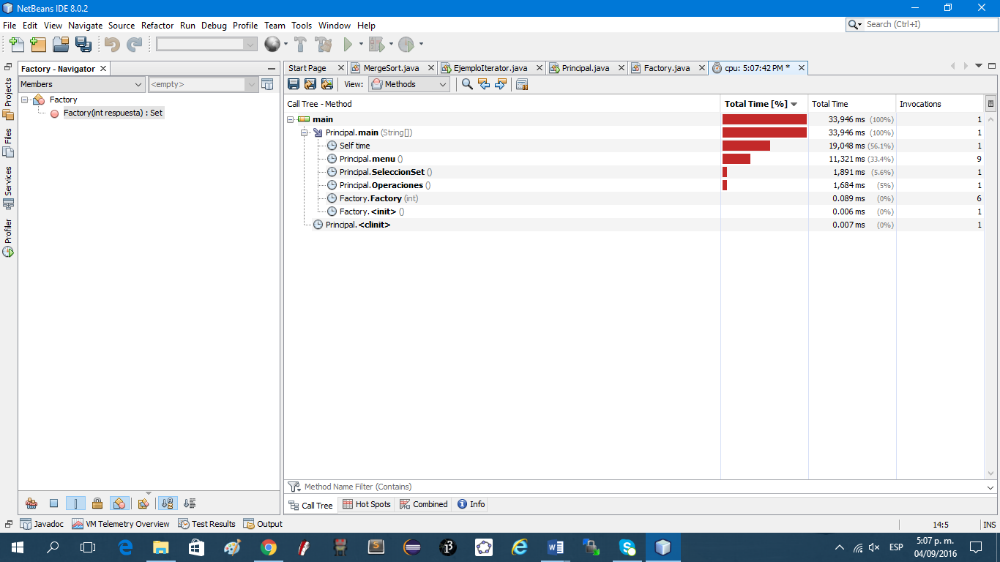 NetBeans IDE 8.0.2
File Edit View Navigate Source Refactor Run Debug Profile Team Tools Window Help
Search (Ctrl+I)
Projects
Files
Services
Profiler
Factory - Navigator
Members
<empty>
Factory
Factory(int respuesta) : Set
Start Page MergeSort.java EjemploIterator.java Principal.java Factory.java cpu: 5:07:42 PM *
View: Methods
Call Tree - Method Total Time [%] Total Time Invocations
main 33,946 ms (100%) 1
Principal.main (String[]) 33,946 ms (100%) 1
Self time 19,048 ms (56.1%) 1
Principal.menu () 11,321 ms (33.4%) 9
Principal.SeleccionSet () 1,891 ms (5.6%) 1
Principal.Operaciones () 1,684 ms (5%) 1
Factory.Factory (int) 0.089 ms (0%) 6
Factory.<init> () 0.006 ms (0%) 1
Principal.<clinit> 0.007 ms (0%) 1
Method Name Filter (Contains)
Call Tree Hot Spots Combined Info
Javadoc VM Telemetry Overview Test Results Output
14:5 INS
ESP
5:07 p. m.
04/09/2016